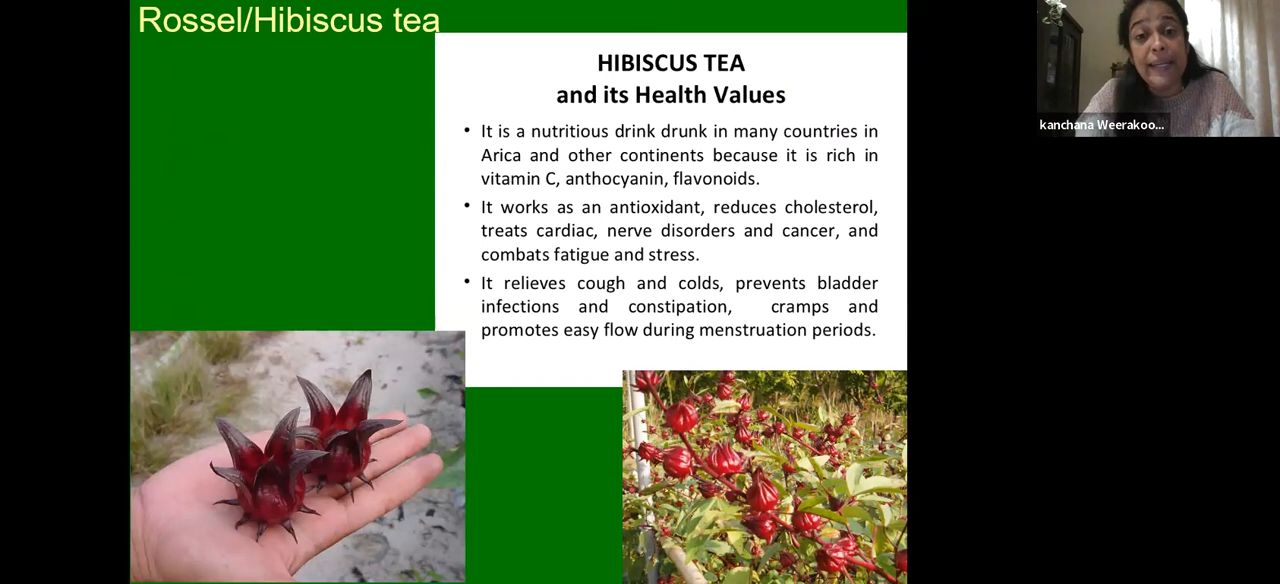 Rossel/Hibiscus tea
HIBISCUS TEA
and its Health Values
• It is a nutritious drink drunk in many countries in
Arica and other continents because it is rich in
vitamin C, anthocyanin, flavonoids.
• It works as an antioxidant, reduces cholesterol,
treats cardiac, nerve disorders and cancer, and
combats fatigue and stress.
• It relieves cough and colds, prevents bladder
infections and constipation, cramps and
promotes easy flow during menstruation periods.
kanchana Weerakoo...